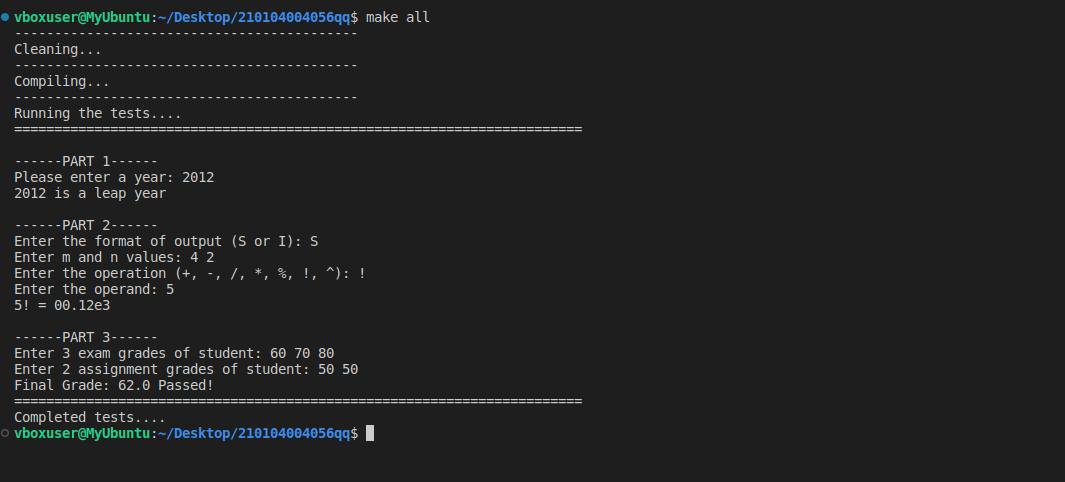 vboxuser@MyUbuntu:~/Desktop/210104004056qq$ make all
-------------------------------------------
Cleaning...
-------------------------------------------
Compiling...
-------------------------------------------
Running the tests....
=======================================================================
------PART 1------
Please enter a year: 2012
2012 is a leap year
------PART 2------
Enter the format of output (S or I): S
Enter m and n values: 4 2
Enter the operation (+, -, /, *, %, !, ^): !
Enter the operand: 5
5! = 00.12e3
------PART 3------
Enter 3 exam grades of student: 60 70 80
Enter 2 assignment grades of student: 50 50
Final Grade: 62.0 Passed!
=======================================================================
Completed tests....
vboxuser@MyUbuntu:~/Desktop/210104004056qq$